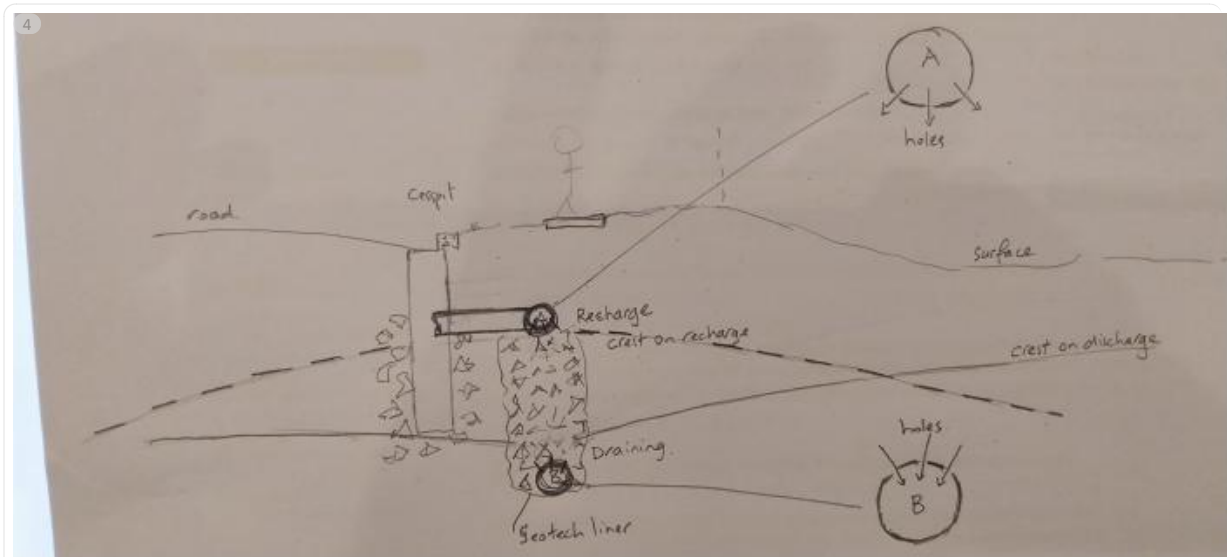 4
A
holes
Cesspit
road
surface
A
Recharge
crest on recharge
crest on discharge
holes
Draining.
B
B
Geotech liner